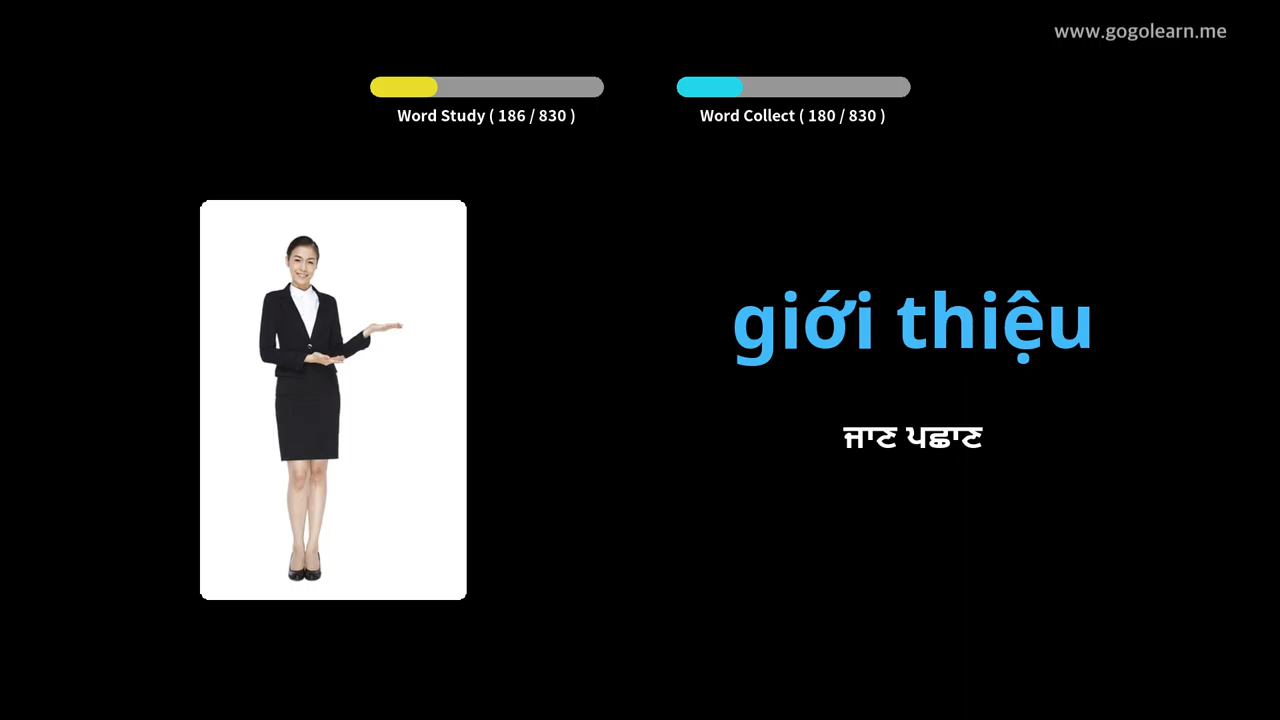 www.gogolearn.me
Word Study ( 186 / 830 )
Word Collect ( 180 / 830 )
giới thiệu
ਜਾਣ ਪਛਾਣ